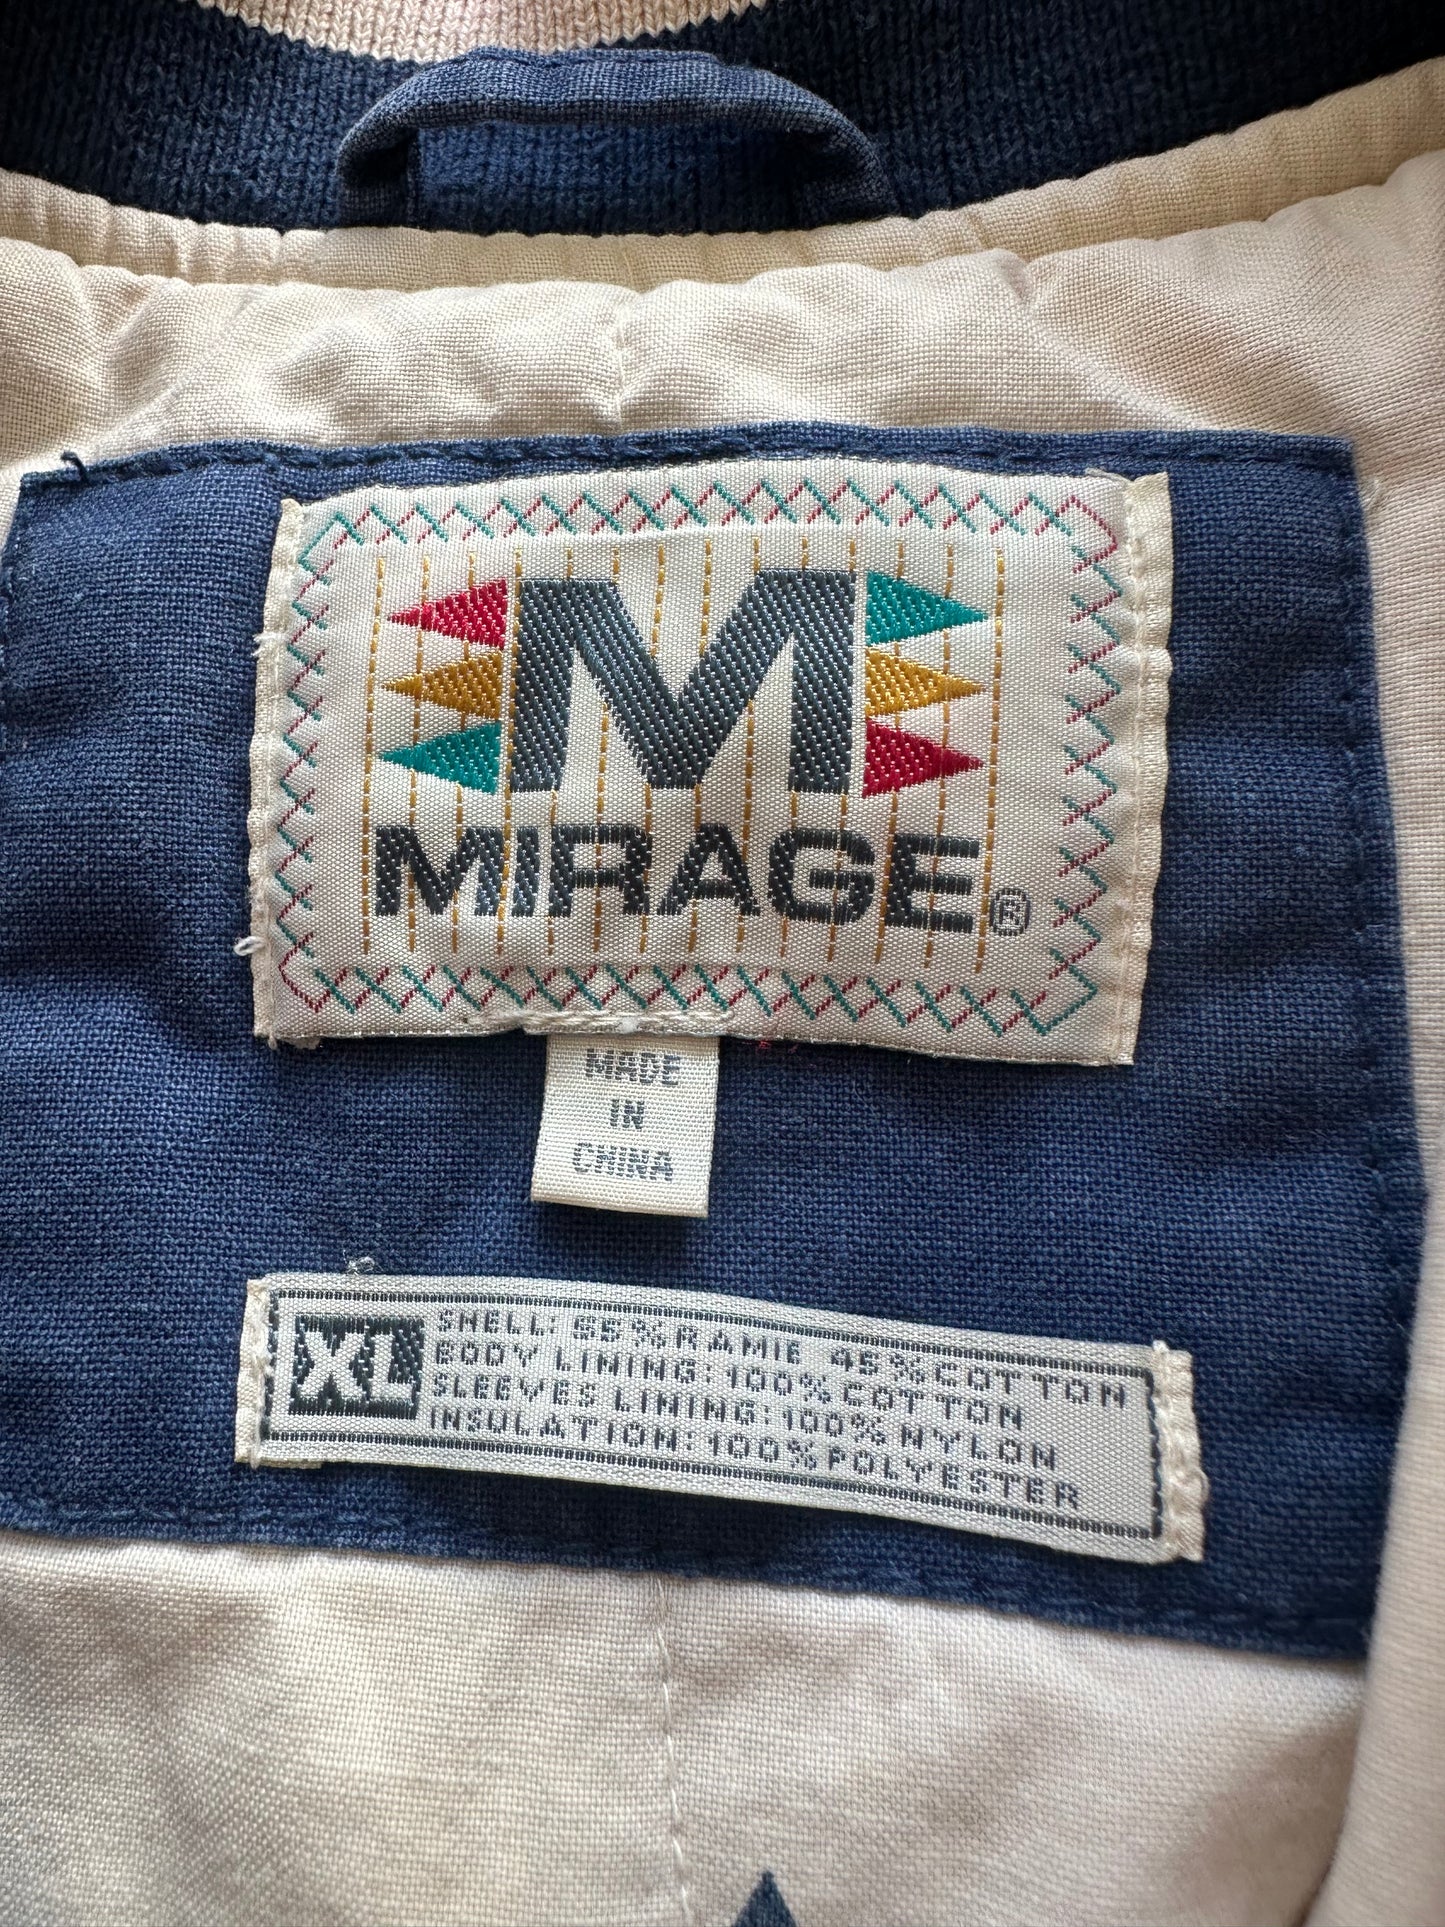 M
MIRAGE®
MADE
IN
CHINA
XL
SHELL: 55% RAMIE 45% COTTON
BODY LINING: 100% COTTON
SLEEVES LINING: 100% NYLON
INSULATION: 100% POLYESTER